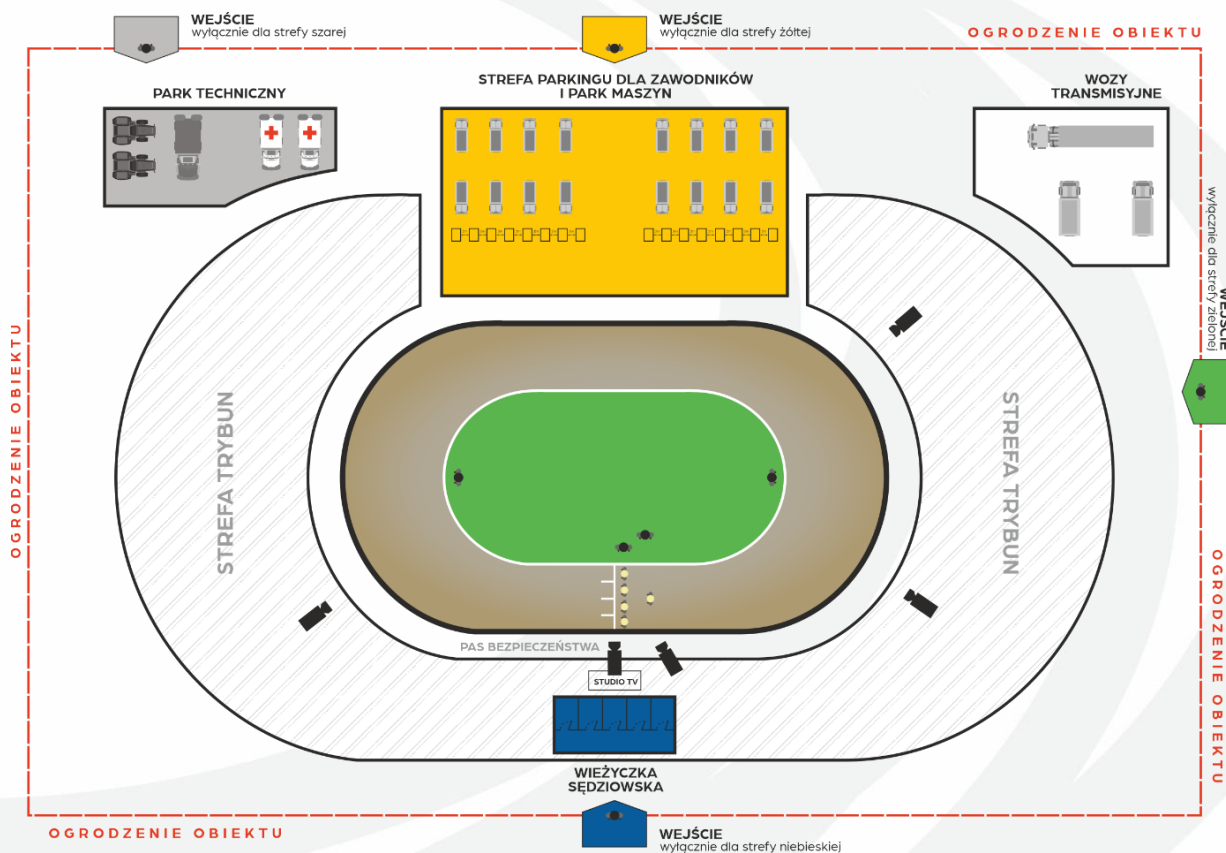 WEJŚCIE
wyłącznie dla strefy szarej
WEJŚCIE
wyłącznie dla strefy żółtej
OGRODZENIE OBIEKTU
PARK TECHNICZNY
STREFA PARKINGU DLA ZAWODNIKÓW
I PARK MASZYN
WOZY
TRANSMISYJNE
WEJŚCIE
wyłącznie dla strefy zielonej
OGRODZENIE OBIEKTU
STREFA TRYBUN
STREFA TRYBUN
OGRODZENIE OBIEKTU
PAS BEZPIECZEŃSTWA
STUDIO TV
WIEŻYCZKA
SĘDZIOWSKA
OGRODZENIE OBIEKTU
WEJŚCIE
wyłącznie dla strefy niebieskiej